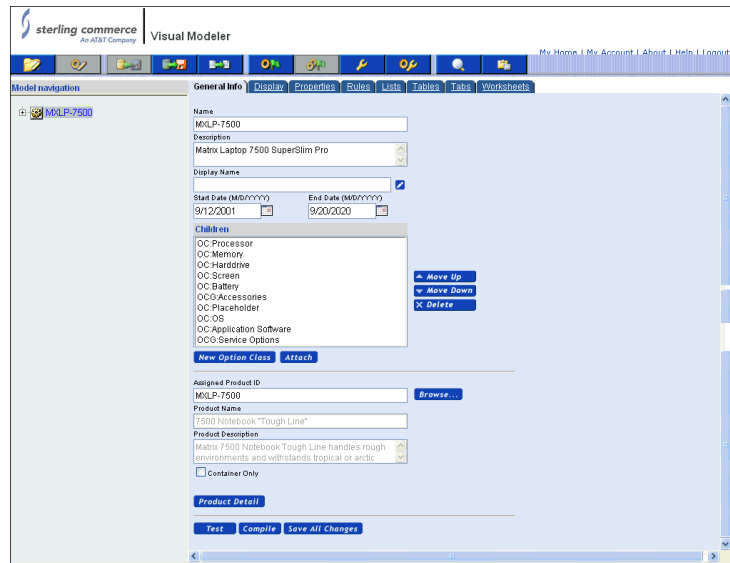 sterling commerce
An AT&T Company
Visual Modeler
My Home | My Account | About | Help | Logout
Model navigation
General Info Display Properties Rules Lists Tables Tabs Worksheets
MXLP-7500
Name
MXLP-7500
Description
Matrix Laptop 7500 SuperSlim Pro
Display Name
Start Date (M/D/YYYY) End Date (M/D/YYYY)
9/12/2001 9/20/2020
Children
OC:Processor
OC:Memory
OC:Harddrive
OC:Screen
OC:Battery
OCG:Accessories
OC:Placeholder
OC:OS
OC:Application Software
OCG:Service Options
Move Up
Move Down
X Delete
New Option Class Attach
Assigned Product ID
MXLP-7500
Browse...
Product Name
7500 Notebook "Tough Line"
Product Description
Matrix 7500 Notebook Tough Line handles rough
environments and withstands tropical or arctic
Container Only
Product Detail
Test Compile Save All Changes